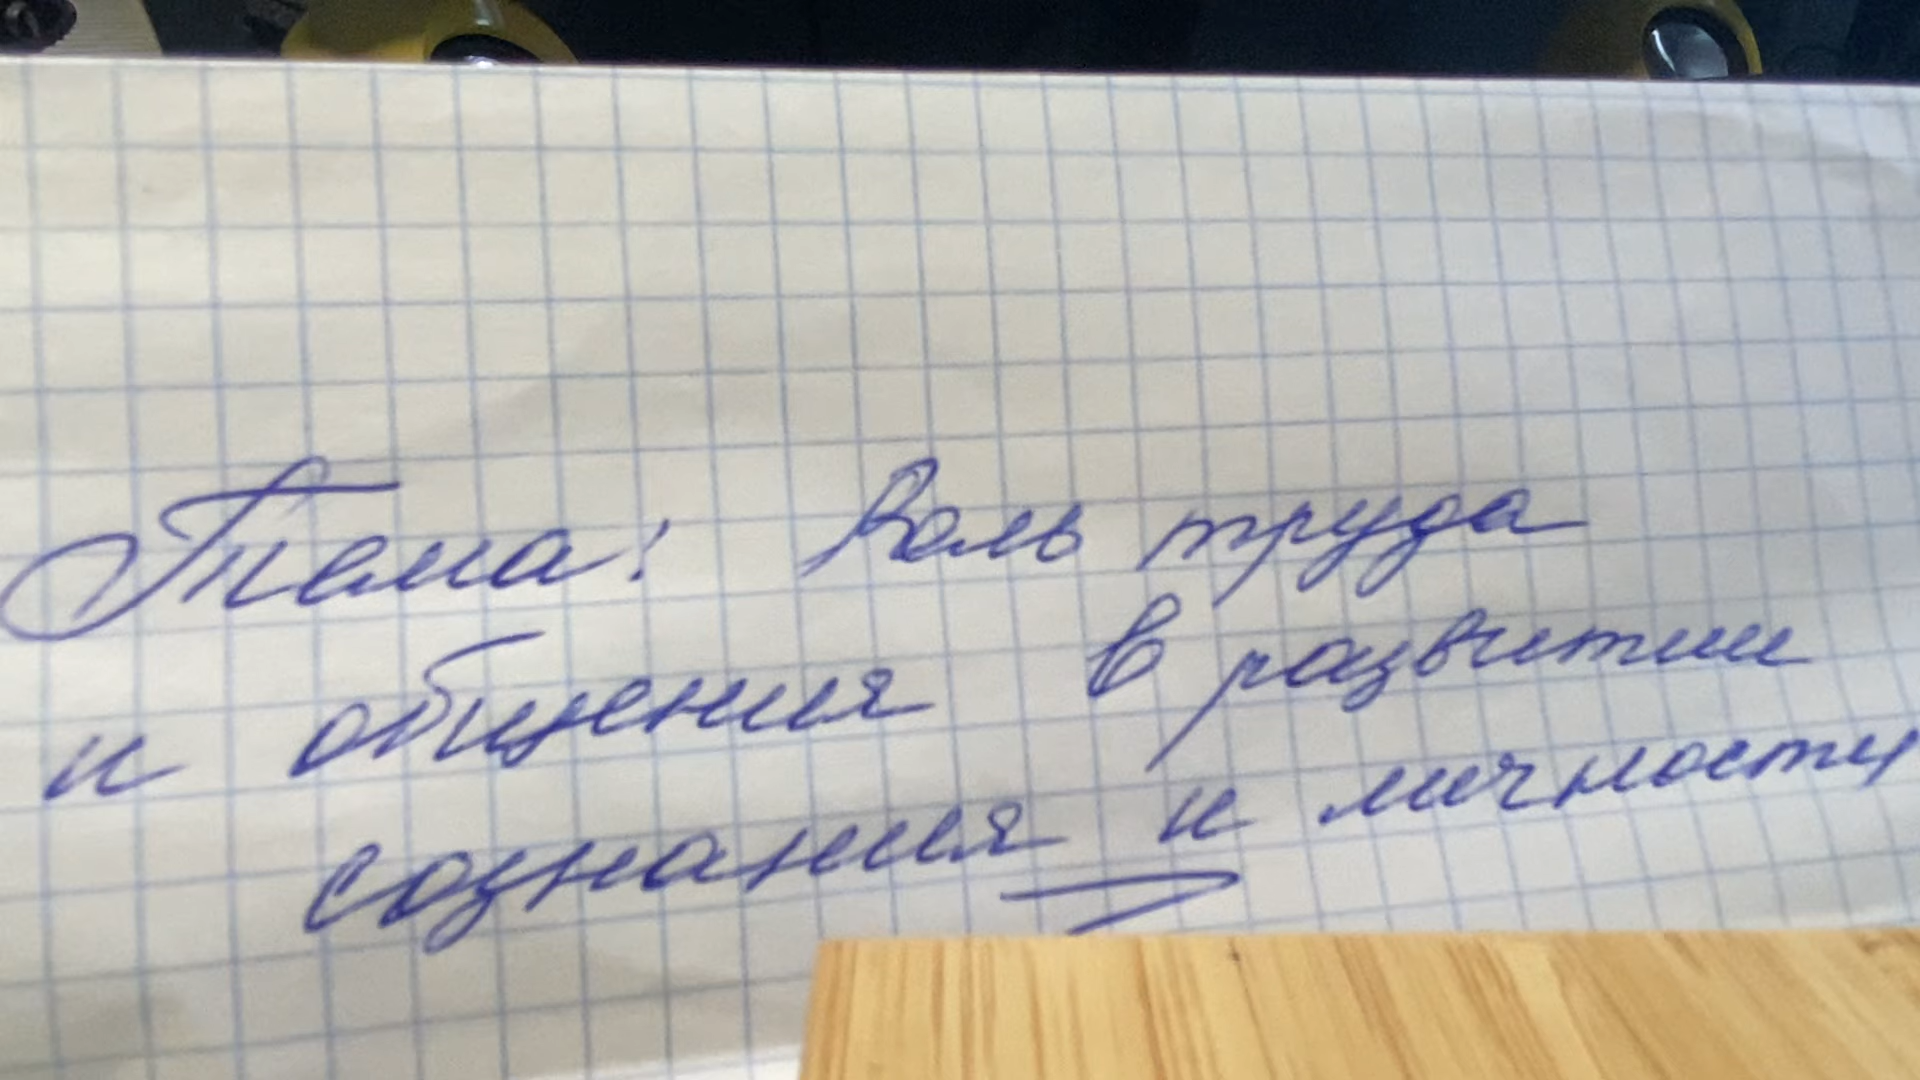 Тема: Роль труда
и общения в развитии
сознания и личности